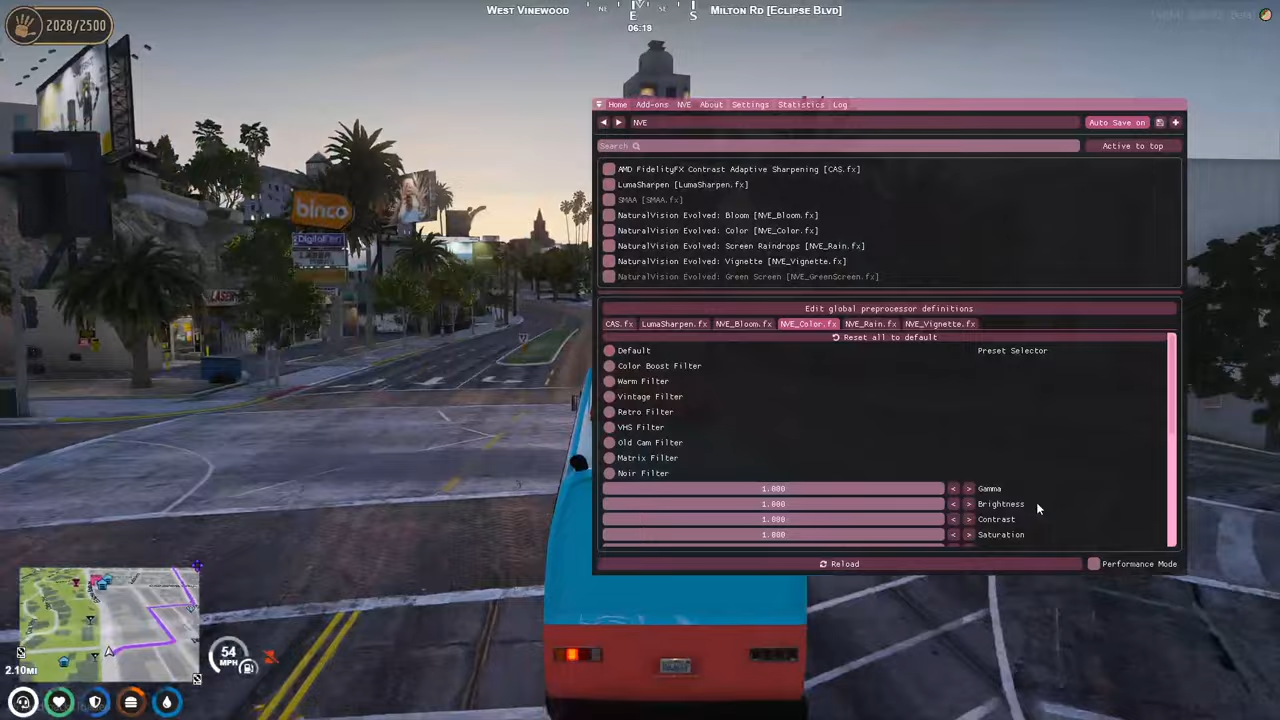 2028/2500
WEST VINEWOOD
NE
E
SE
S
MILTON RD [ECLIPSE BLVD]
06:19
binco
Home Add-ons NVE About Settings Statistics Log
NVE
Auto Save on
Search
Active to top
AMD FidelityFX Contrast Adaptive Sharpening [CAS.fx]
LumaSharpen [LumaSharpen.fx]
SMAA [SMAA.fx]
NaturalVision Evolved: Bloom [NVE_Bloom.fx]
NaturalVision Evolved: Color [NVE_Color.fx]
NaturalVision Evolved: Screen Raindrops [NVE_Rain.fx]
NaturalVision Evolved: Vignette [NVE_Vignette.fx]
NaturalVision Evolved: Green Screen [NVE_GreenScreen.fx]
Edit global preprocessor definitions
CAS.fx LumaSharpen.fx NVE_Bloom.fx NVE_Color.fx NVE_Rain.fx NVE_Vignette.fx
Reset all to default
Default
Preset Selector
Color Boost Filter
Warm Filter
Vintage Filter
Retro Filter
VHS Filter
Old Cam Filter
Matrix Filter
Noir Filter
1.000 < > Gamma
1.000 < > Brightness
1.000 < > Contrast
1.000 < > Saturation
Reload
Performance Mode
54
MPH
2.10MI